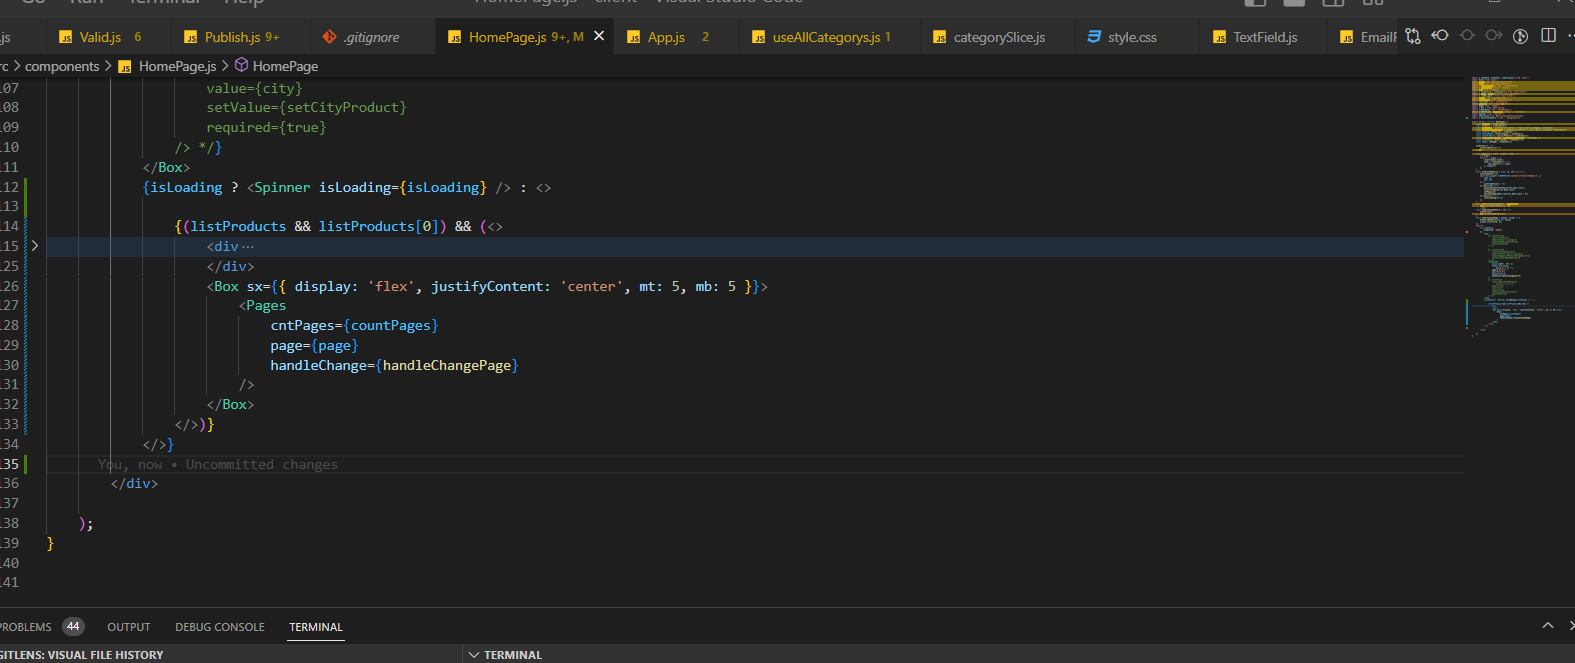 .js Valid.js 6 Publish.js 9+ .gitignore HomePage.js 9+, M App.js 2 useAllCategorys.js 1 categorySlice.js style.css TextField.js EmailF
rc > components > HomePage.js > HomePage
107 value={city}
108 setValue={setCityProduct}
109 required={true}
110 /> */}
111 </Box>
112 {isLoading ? <Spinner isLoading={isLoading} /> : <>
113
114 {(listProducts && listProducts[0]) && (<>
115 <div ···
125 </div>
126 <Box sx={{ display: 'flex', justifyContent: 'center', mt: 5, mb: 5 }}>
127 <Pages
128 cntPages={countPages}
129 page={page}
130 handleChange={handleChangePage}
131 />
132 </Box>
133 </>)}
134 </>}
135 You, now • Uncommitted changes
136 </div>
137
138 );
139 }
140
141
PROBLEMS 44 OUTPUT DEBUG CONSOLE TERMINAL
GITLENS: VISUAL FILE HISTORY TERMINAL